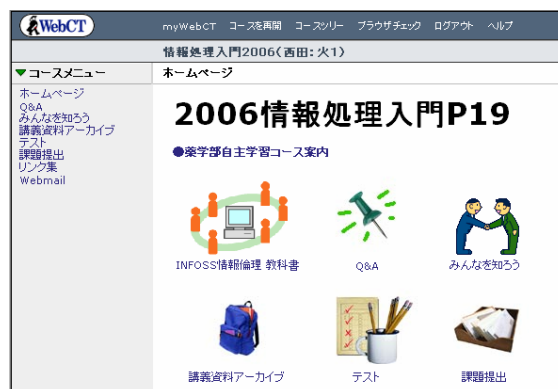 WebCT
myWebCT コースを再開 コースツリー ブラウザチェック ログアウト ヘルプ
情報処理入門2006(西田:火1)
▼コースメニュー
ホームページ
ホームページ
Q&A
みんなを知ろう
講義資料アーカイブ
テスト
課題提出
リンク集
Webmail
2006情報処理入門P19
●薬学部自主学習コース案内
INFOSS情報倫理 教科書
Q&A
みんなを知ろう
講義資料アーカイブ
テスト
課題提出